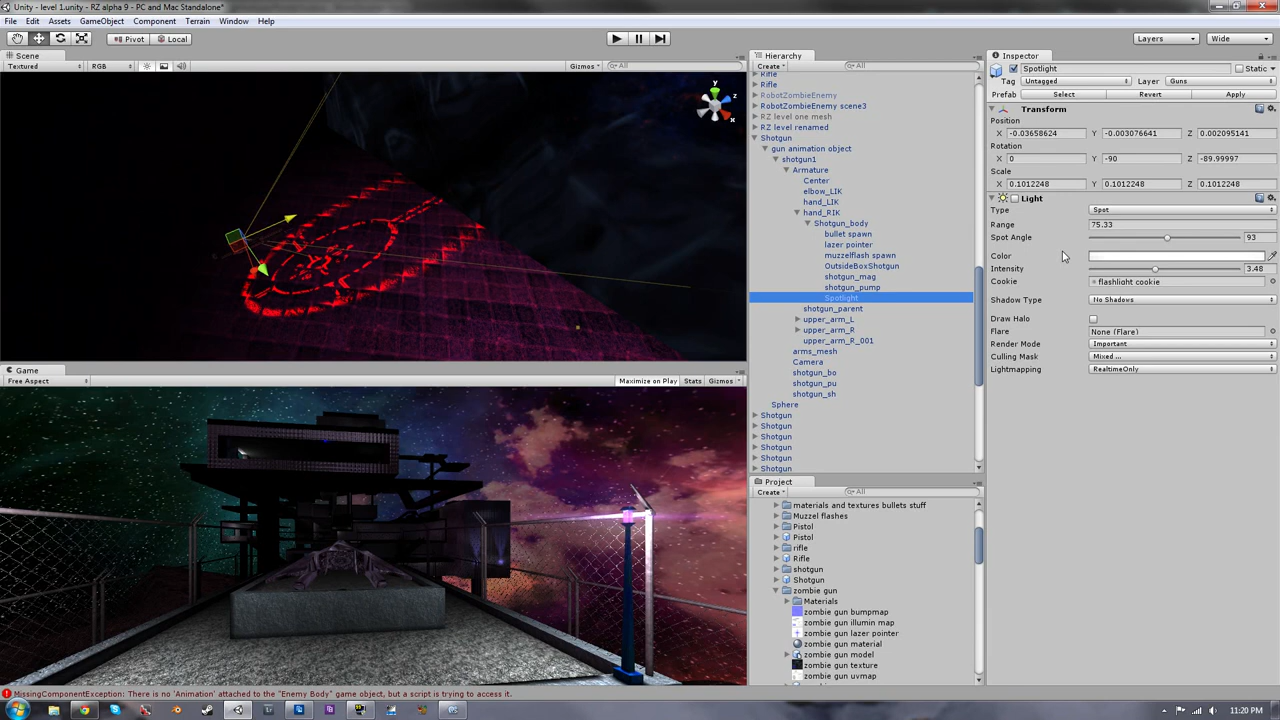 Unity - level 1.unity - RZ alpha 9 - PC and Mac Standalone*
File Edit Assets GameObject Component Terrain Window Help
Pivot Local Layers Wide
Scene
Textured RGB Gizmos All
y
z
x
Game
Free Aspect Maximize on Play Stats Gizmos
Hierarchy
Create All
Rifle
Rifle
RobotZombieEnemy
RobotZombieEnemy scene3
RZ level one mesh
RZ level renamed
Shotgun
gun animation object
shotgun1
Armature
Center
elbow_LIK
hand_LIK
hand_RIK
Shotgun_body
bullet spawn
lazer pointer
muzzelflash spawn
OutsideBoxShotgun
shotgun_mag
shotgun_pump
Spotlight
shotgun_parent
upper_arm_L
upper_arm_R
upper_arm_R_001
arms_mesh
Camera
shotgun_bo
shotgun_pu
shotgun_sh
Sphere
Shotgun
Shotgun
Shotgun
Shotgun
Shotgun
Shotgun
Project
Create All
materials and textures bullets stuff
Muzzel flashes
Pistol
Pistol
rifle
Rifle
shotgun
Shotgun
zombie gun
Materials
zombie gun bumpmap
zombie gun illumin map
zombie gun lazer pointer
zombie gun material
zombie gun model
zombie gun texture
zombie gun uvmap
Inspector
Spotlight Static
Tag Untagged Layer Guns
Prefab Select Revert Apply
Transform
Position
X -0.03658624 Y -0.003076641 Z 0.002095141
Rotation
X 0 Y -90 Z -89.99997
Scale
X 0.1012248 Y 0.1012248 Z 0.1012248
Light
Type Spot
Range 75.33
Spot Angle 93
Color
Intensity 3.48
Cookie flashlight cookie
Shadow Type No Shadows
Draw Halo
Flare None (Flare)
Render Mode Important
Culling Mask Mixed ...
Lightmapping RealtimeOnly
MissingComponentException: There is no 'Animation' attached to the "Enemy Body" game object, but a script is trying to access it.
11:20 PM